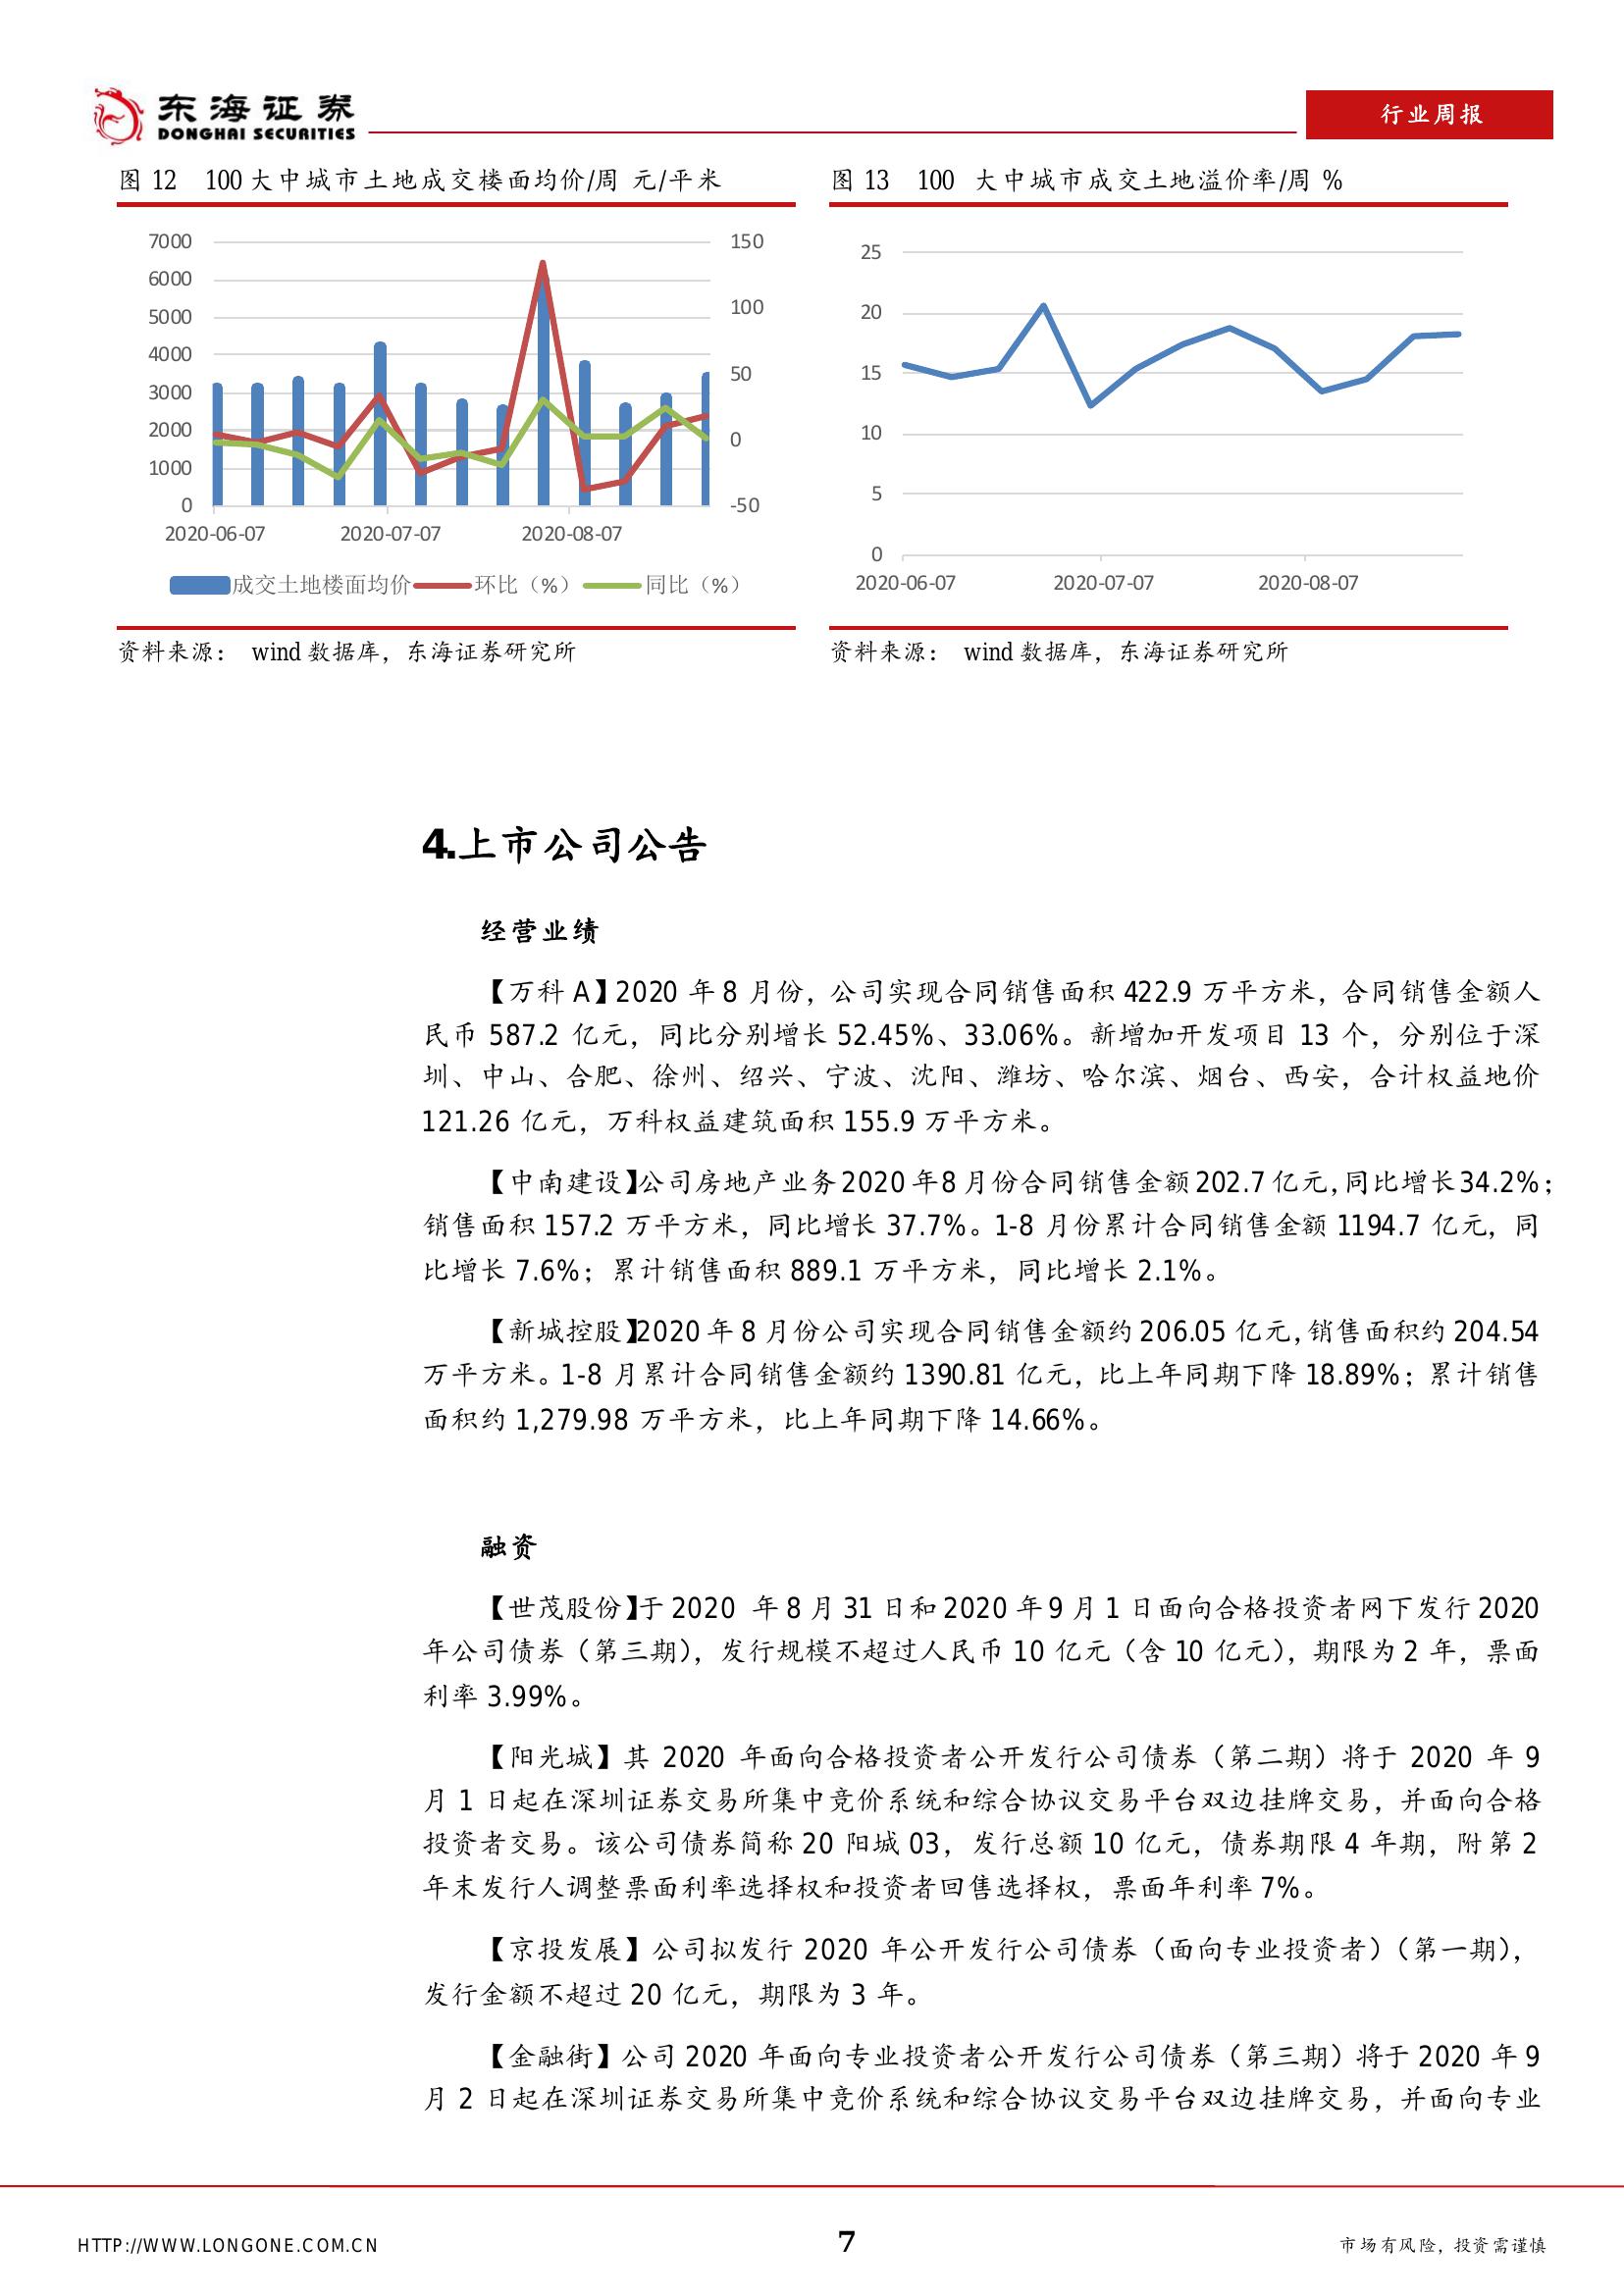 东海证券
DONGHAI SECURITIES
行业周报
图 12 100 大中城市土地成交楼面均价/周 元/平米
图 13 100 大中城市成交土地溢价率/周 %
7000
6000
5000
4000
3000
2000
1000
0
150
100
50
0
-50
2020-06-07 2020-07-07 2020-08-07
成交土地楼面均价 环比（%） 同比（%）
25
20
15
10
5
0
2020-06-07 2020-07-07 2020-08-07
资料来源： wind 数据库，东海证券研究所
资料来源： wind 数据库，东海证券研究所
4.上市公司公告
经营业绩
【万科 A】2020 年 8 月份，公司实现合同销售面积 422.9 万平方米，合同销售金额人
民币 587.2 亿元，同比分别增长 52.45%、33.06%。新增加开发项目 13 个，分别位于深
圳、中山、合肥、徐州、绍兴、宁波、沈阳、潍坊、哈尔滨、烟台、西安，合计权益地价
121.26 亿元，万科权益建筑面积 155.9 万平方米。
【中南建设】公司房地产业务 2020 年 8 月份合同销售金额 202.7 亿元，同比增长 34.2%；
销售面积 157.2 万平方米，同比增长 37.7%。1-8 月份累计合同销售金额 1194.7 亿元，同
比增长 7.6%；累计销售面积 889.1 万平方米，同比增长 2.1%。
【新城控股】2020 年 8 月份公司实现合同销售金额约 206.05 亿元，销售面积约 204.54
万平方米。1-8 月累计合同销售金额约 1390.81 亿元，比上年同期下降 18.89%；累计销售
面积约 1,279.98 万平方米，比上年同期下降 14.66%。
融资
【世茂股份】于 2020 年 8 月 31 日和 2020 年 9 月 1 日面向合格投资者网下发行 2020
年公司债券（第三期），发行规模不超过人民币 10 亿元（含 10 亿元），期限为 2 年，票面
利率 3.99%。
【阳光城】其 2020 年面向合格投资者公开发行公司债券（第二期）将于 2020 年 9
月 1 日起在深圳证券交易所集中竞价系统和综合协议交易平台双边挂牌交易，并面向合格
投资者交易。该公司债券简称 20 阳城 03，发行总额 10 亿元，债券期限 4 年期，附第 2
年末发行人调整票面利率选择权和投资者回售选择权，票面年利率 7%。
【京投发展】公司拟发行 2020 年公开发行公司债券（面向专业投资者）（第一期），
发行金额不超过 20 亿元，期限为 3 年。
【金融街】公司 2020 年面向专业投资者公开发行公司债券（第三期）将于 2020 年 9
月 2 日起在深圳证券交易所集中竞价系统和综合协议交易平台双边挂牌交易，并面向专业
HTTP://WWW.LONGONE.COM.CN
7
市场有风险，投资需谨慎